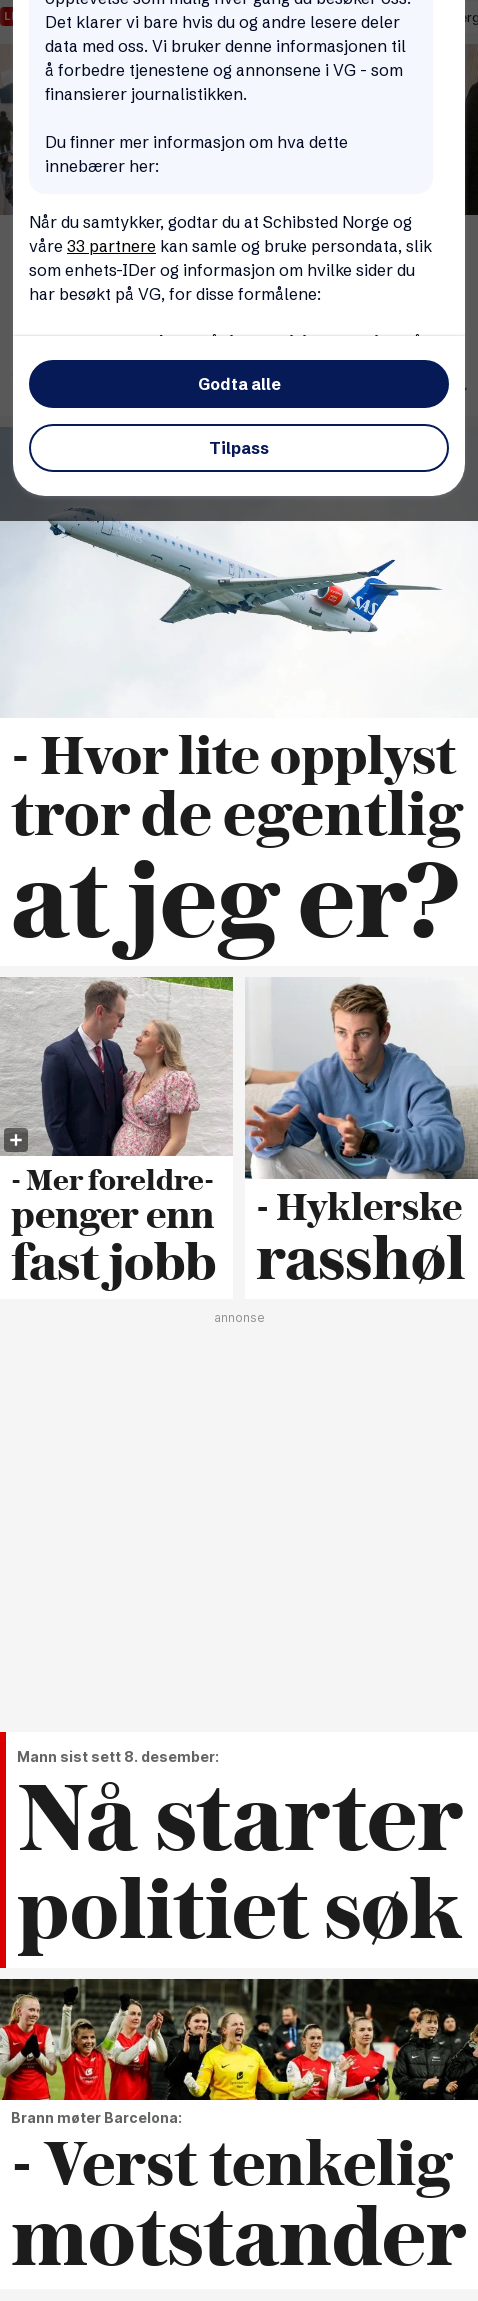 Det klarer vi bare hvis du og andre lesere deler
data med oss. Vi bruker denne informasjonen til
å forbedre tjenestene og annonsene i VG - som
finansierer journalistikken.
Du finner mer informasjon om hva dette
innebærer her:
Når du samtykker, godtar du at Schibsted Norge og
våre 33 partnere kan samle og bruke persondata, slik
som enhets-IDer og informasjon om hvilke sider du
har besøkt på VG, for disse formålene:
Godta alle
Tilpass
SAS
- Hvor lite opplyst
tror de egentlig
at jeg er?
- Mer foreldre-
penger enn
fast jobb
- Hyklerske
rasshøl
annonse
Mann sist sett 8. desember:
Nå starter
politiet søk
Brann møter Barcelona:
- Verst tenkelig
motstander